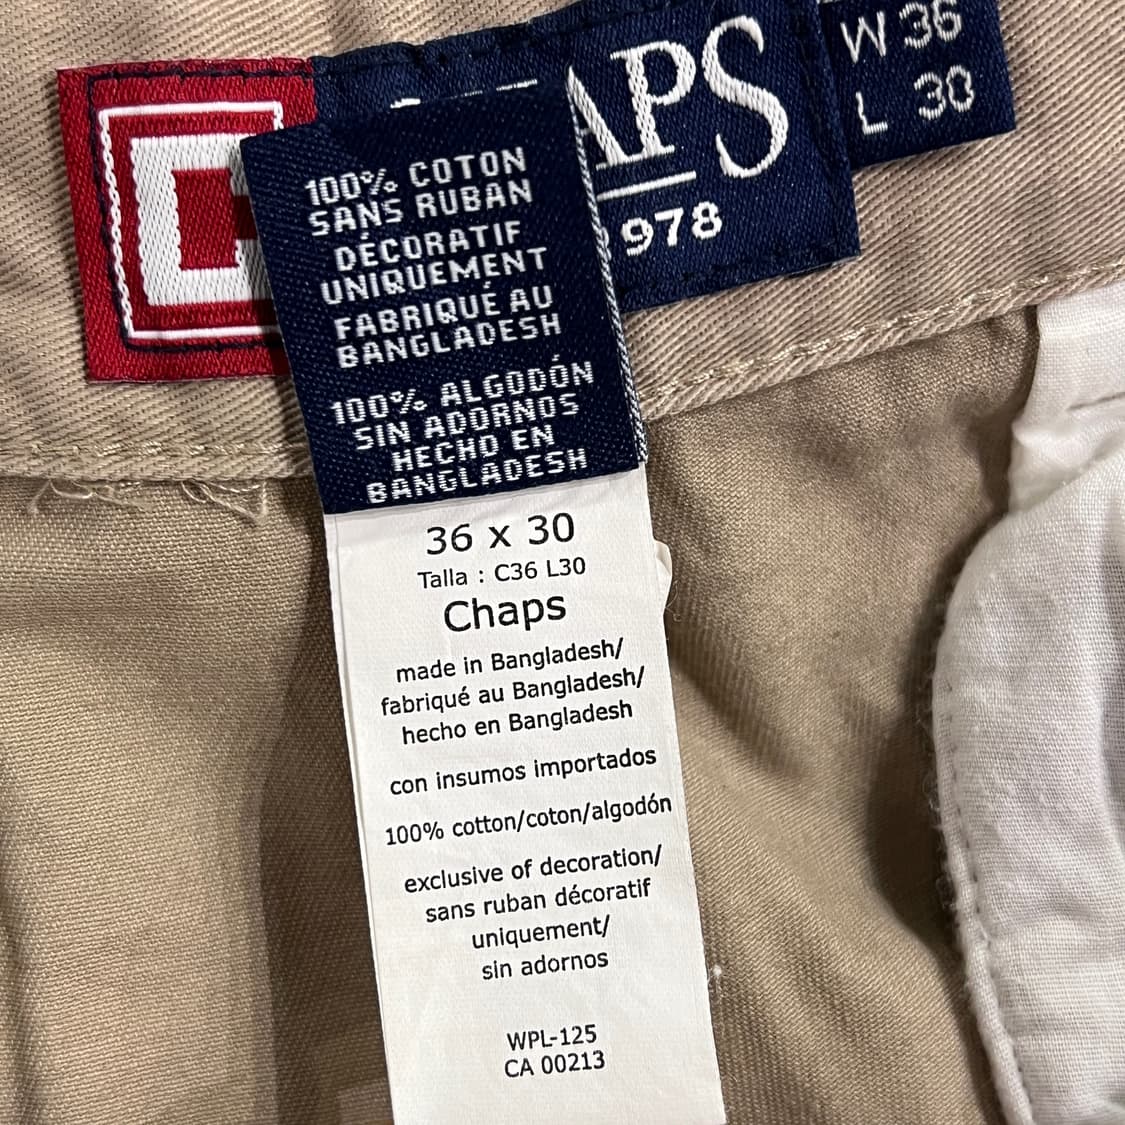 APS
978
W 36
L 30
100% COTON
SANS RUBAN
DÉCORATIF
UNIQUEMENT
FABRIQUÉ AU
BANGLADESH
100% ALGODÓN
SIN ADORNOS
HECHO EN
BANGLADESH
36 x 30
Talla : C36 L30
Chaps
made in Bangladesh/
fabriqué au Bangladesh/
hecho en Bangladesh
con insumos importados
100% cotton/coton/algodón
exclusive of decoration/
sans ruban décoratif
uniquement/
sin adornos
WPL-125
CA 00213